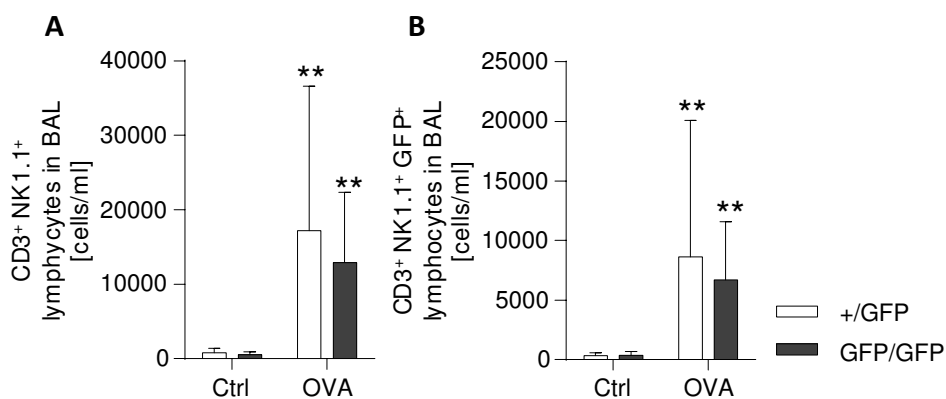 A
CD3⁺ NK1.1⁺
lymphycytes in BAL
[cells/ml]
40000
30000
20000
10000
0
**
**
Ctrl
OVA
B
CD3⁺ NK1.1⁺ GFP⁺
lymphocytes in BAL
[cells/ml]
25000
20000
15000
10000
5000
0
**
**
Ctrl
OVA
+/GFP
GFP/GFP